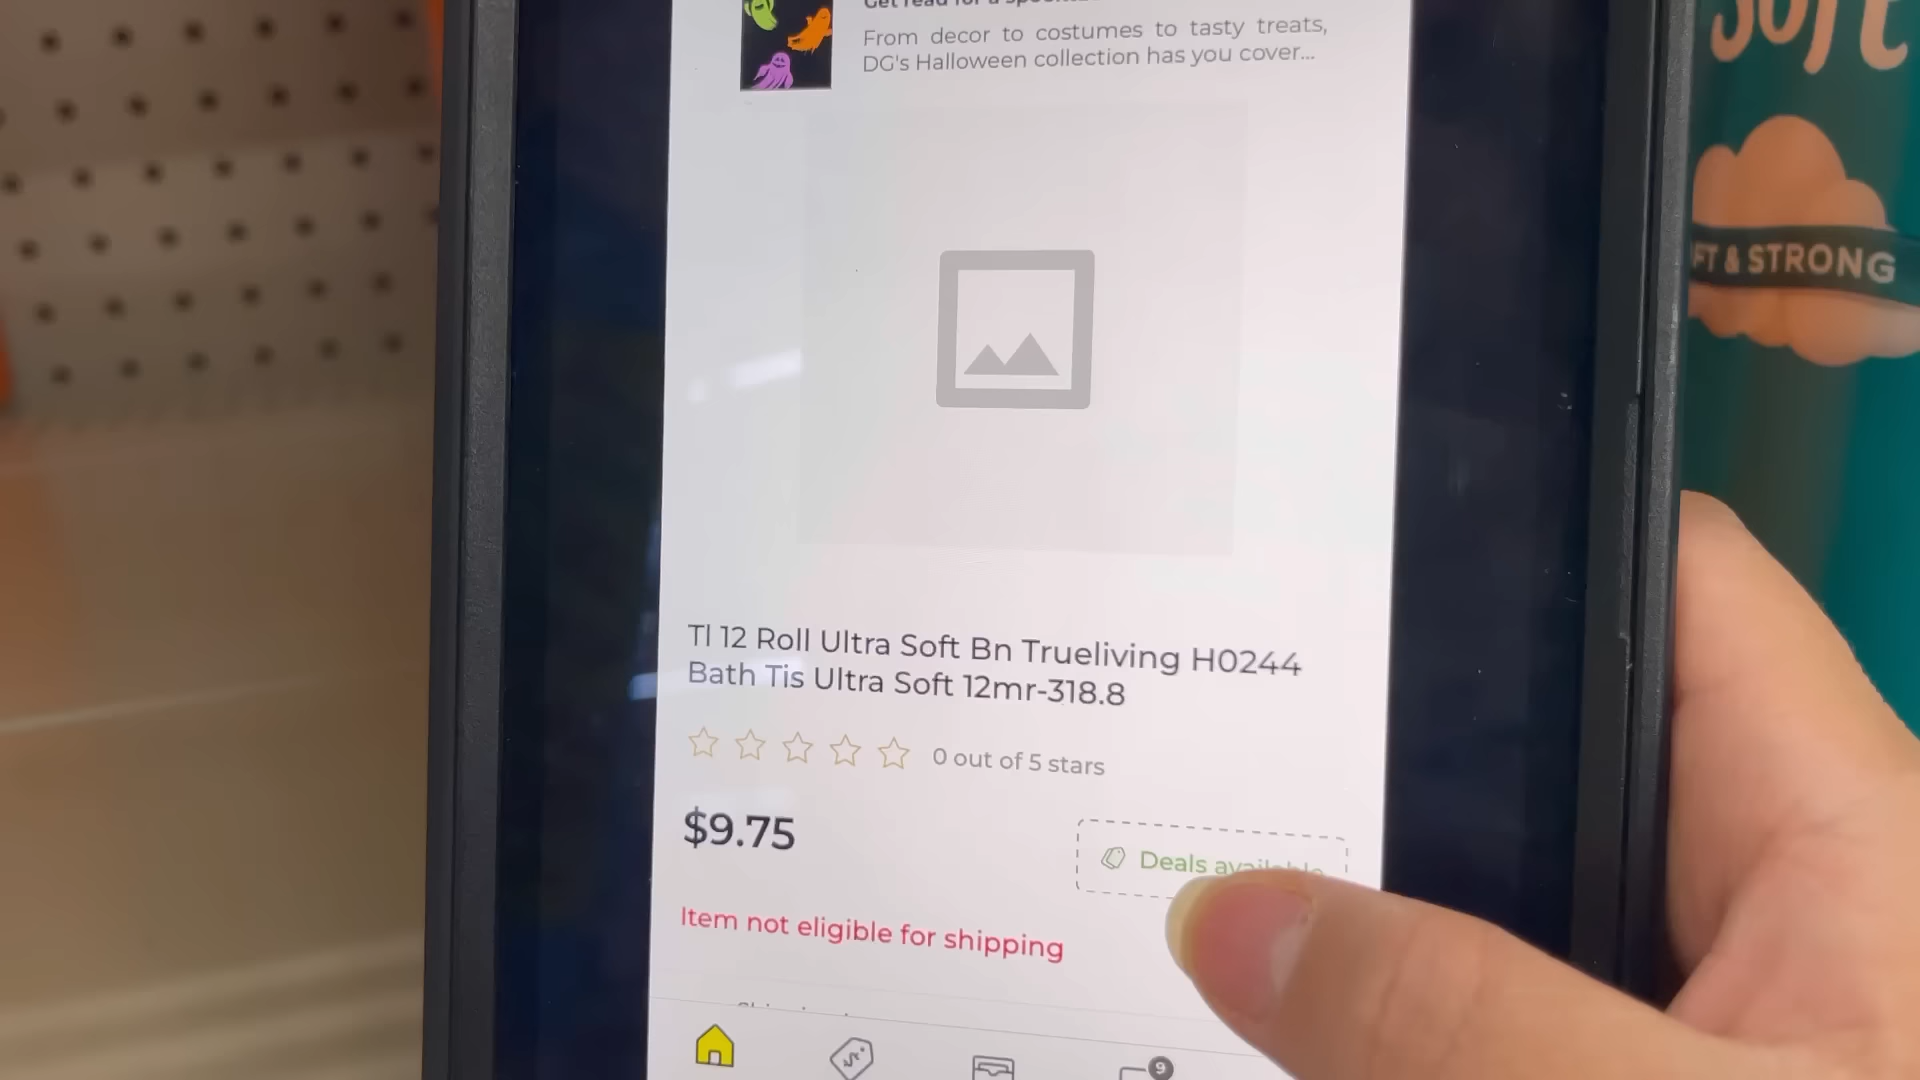 From decor to costumes to tasty treats,
DG's Halloween collection has you cover...
Soft
& STRONG
Tl 12 Roll Ultra Soft Bn Trueliving H0244
Bath Tis Ultra Soft 12mr-318.8
0 out of 5 stars
$9.75
Deals
Item not eligible for shipping
9